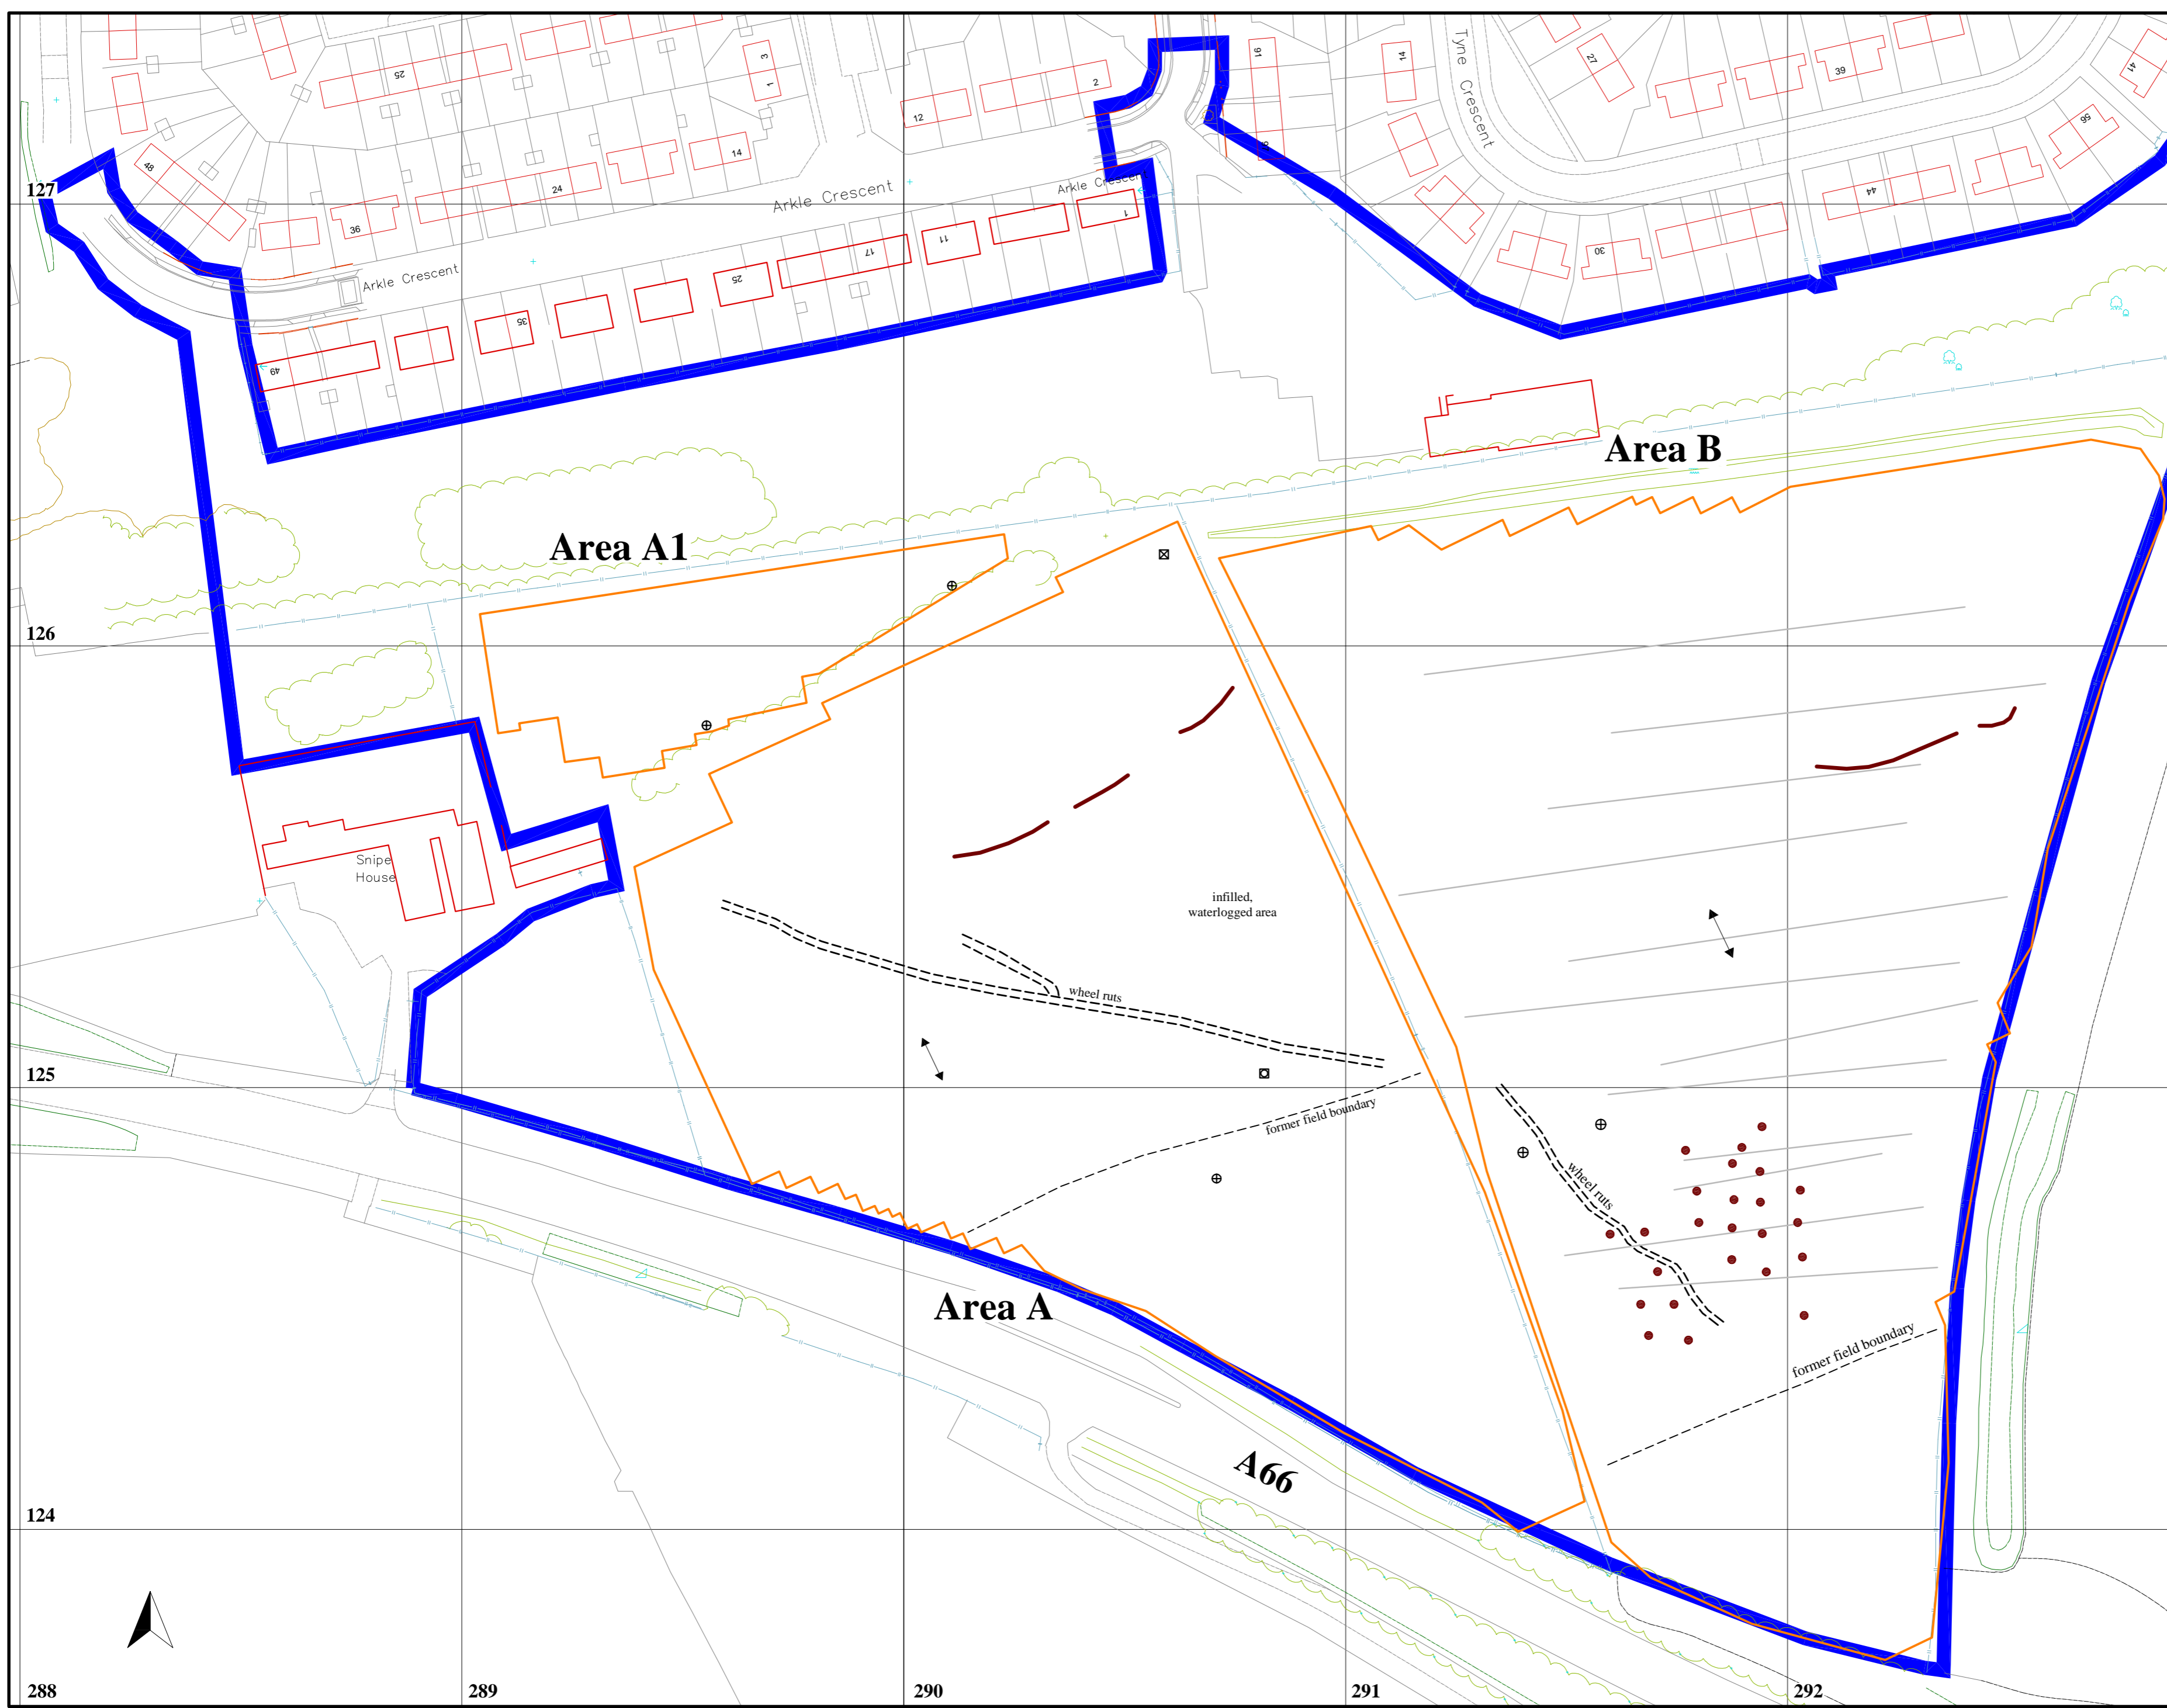 25
3
1
2
12
16
14
Tyne Crescent
27
39
41
56
48
24
14
36
Arkle Crescent
Arkle Crescent
1
8
127
Arkle Crescent
11
17
25
35
49
30
44
Area B
Area A1
126
Snipe
House
infilled,
waterlogged area
wheel ruts
125
former field boundary
wheel ruts
Area A
former field boundary
A66
124
288
289
290
291
292